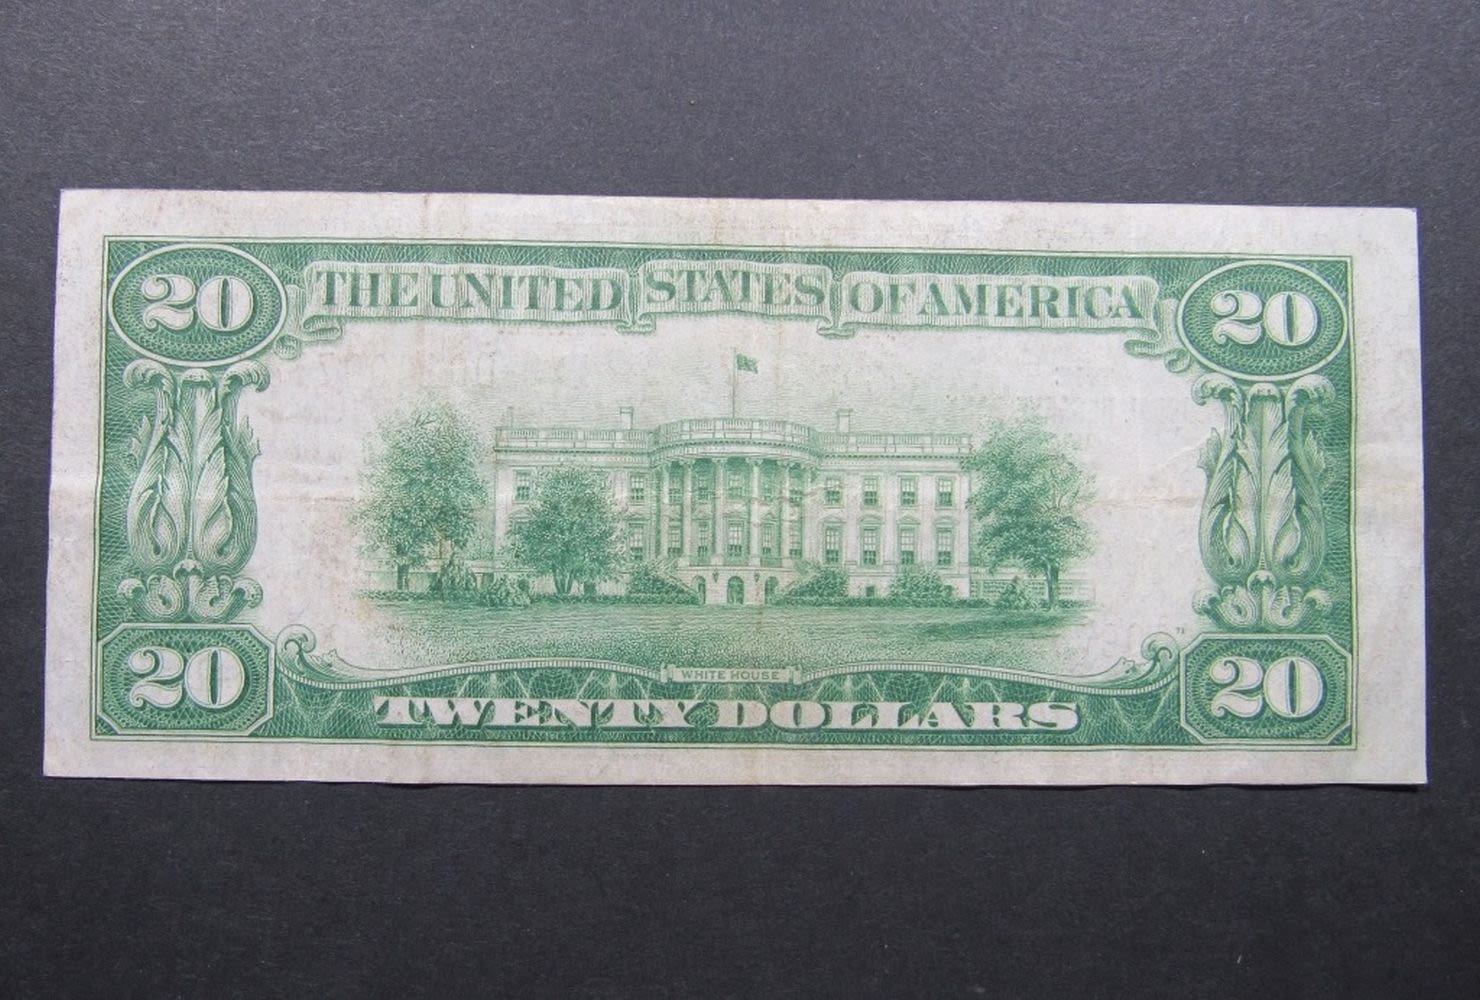 20 THE UNITED STATES OF AMERICA 20
WHITE HOUSE
20 TWENTY DOLLARS 20